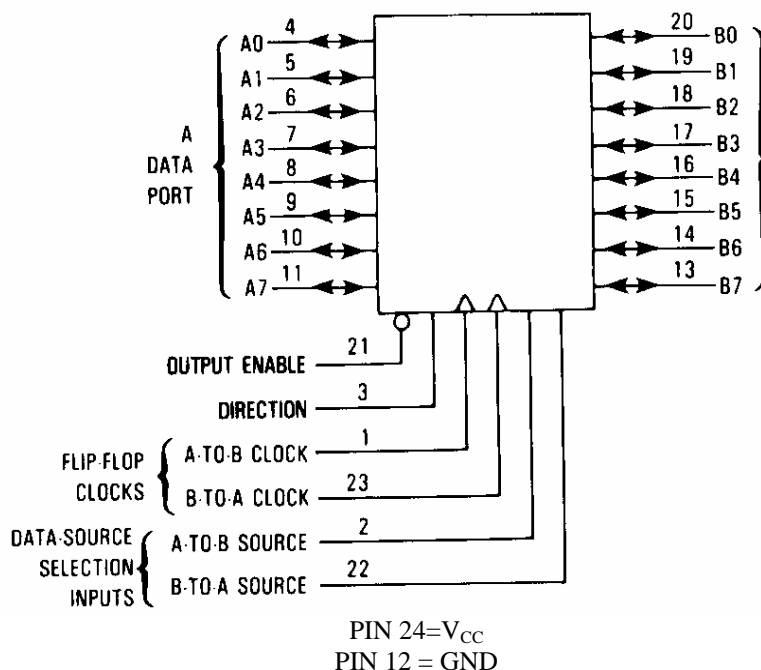 A0 4
A1 5
A2 6
A3 7
A4 8
A5 9
A6 10
A7 11
A
DATA
PORT
20 B0
19 B1
18 B2
17 B3
16 B4
15 B5
14 B6
13 B7
OUTPUT ENABLE 21
DIRECTION 3
FLIP-FLOP
CLOCKS
A-TO-B CLOCK 1
B-TO-A CLOCK 23
DATA-SOURCE
SELECTION
INPUTS
A-TO-B SOURCE 2
B-TO-A SOURCE 22
PIN 24=VCC
PIN 12 = GND